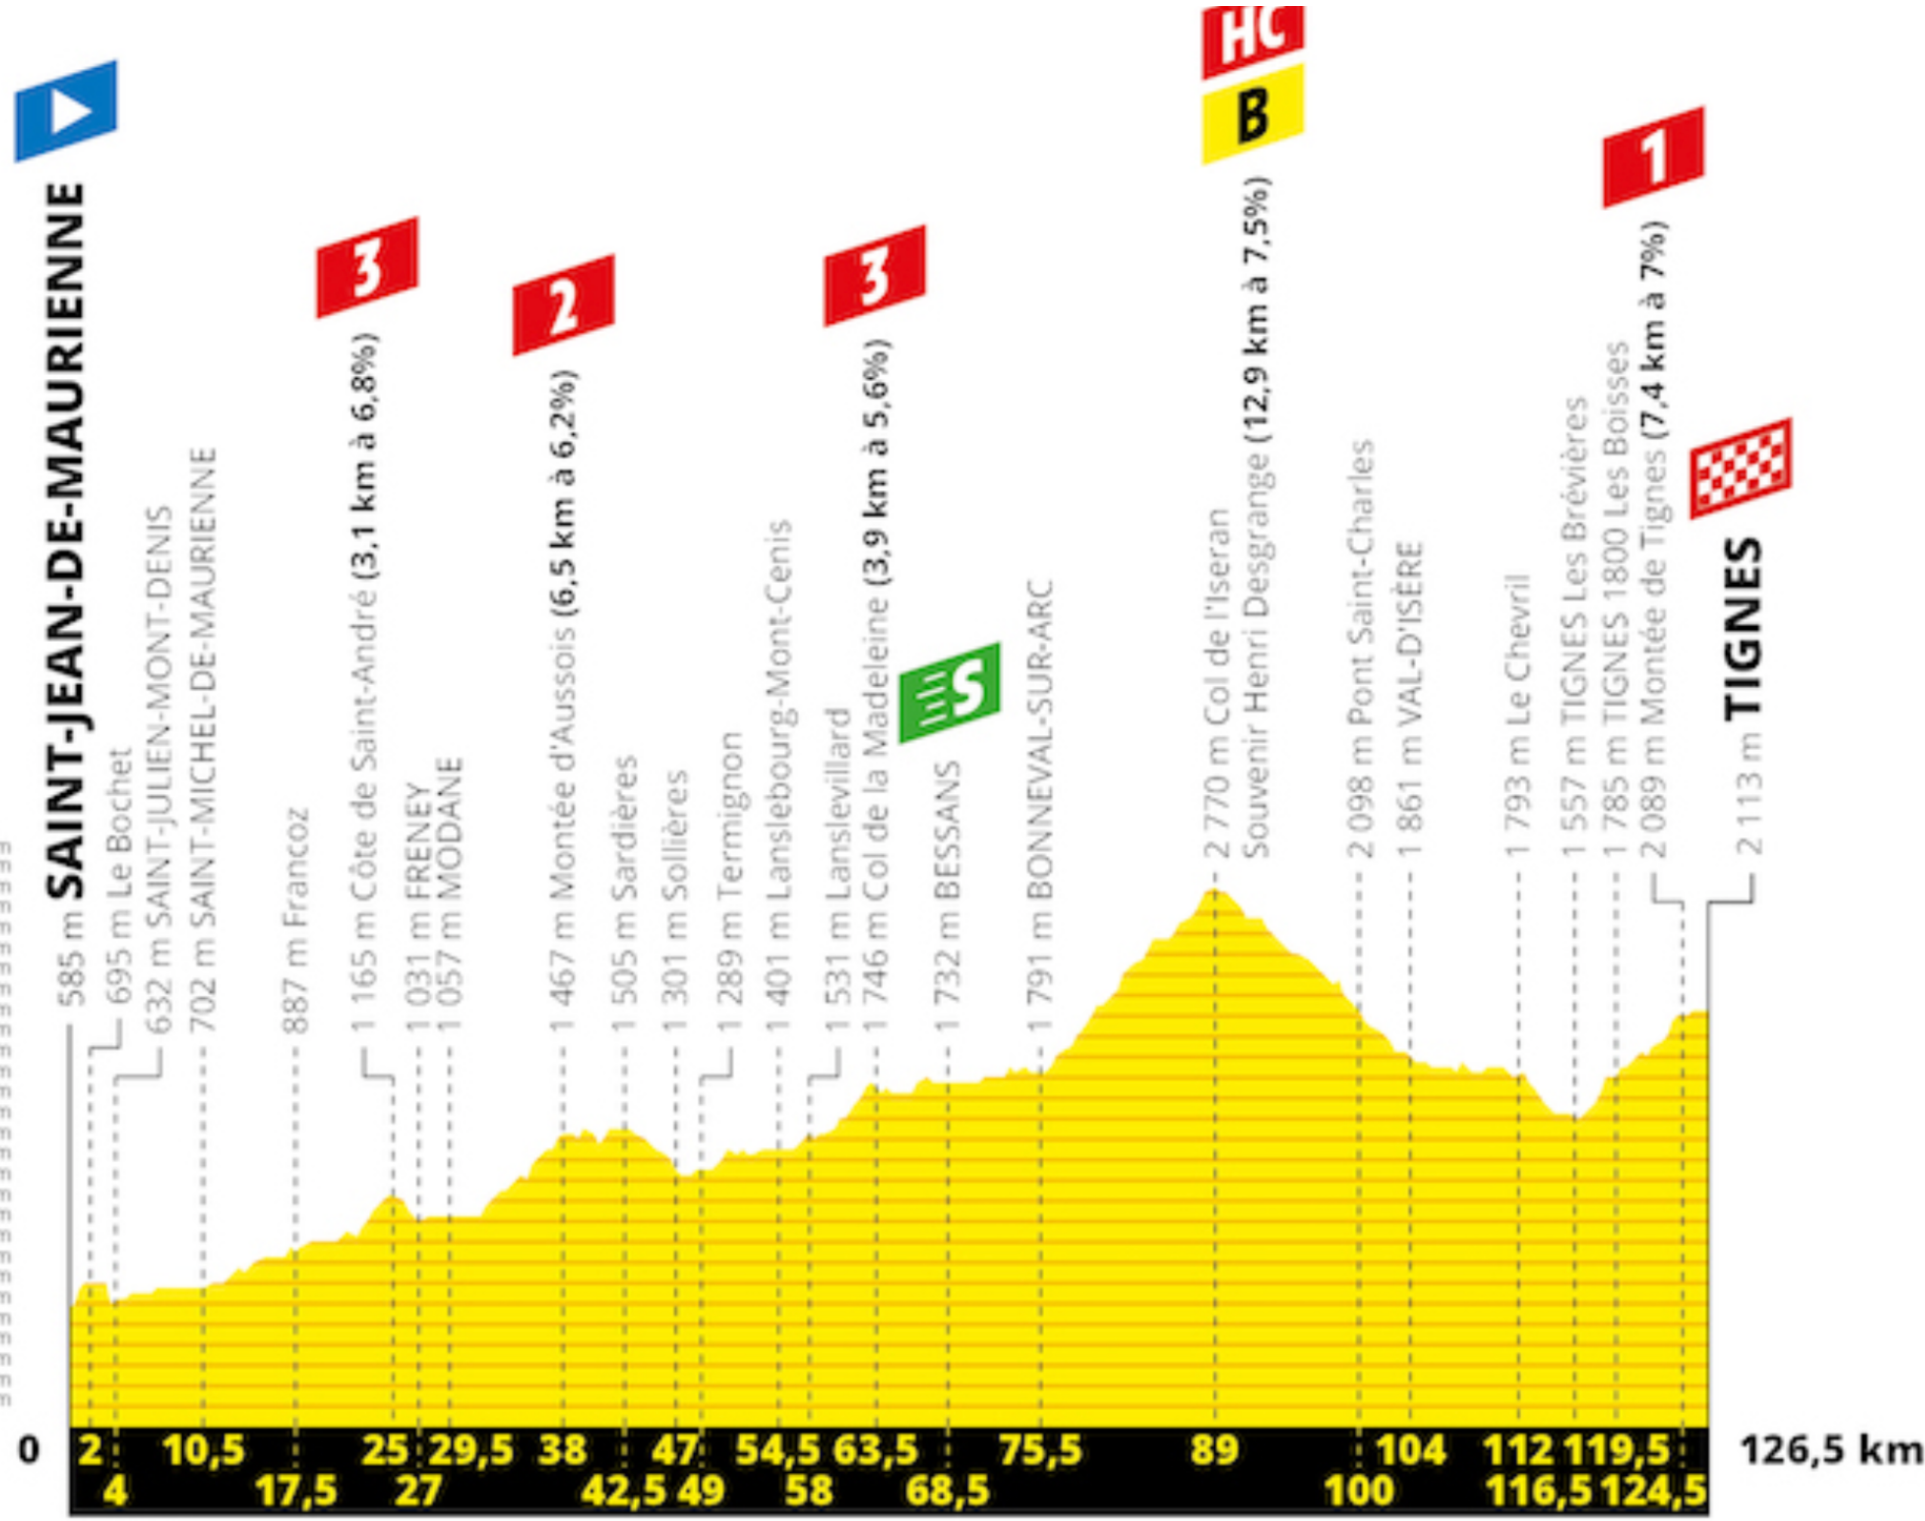 HC
B
1
3
2
3
S
585 m SAINT-JEAN-DE-MAURIENNE
695 m Le Bochet
632 m SAINT-JULIEN-MONT-DENIS
702 m SAINT-MICHEL-DE-MAURIENNE
887 m Francoz
1 165 m Côte de Saint-André (3,1 km à 6,8%)
1 031 m FRENEY
1 057 m MODANE
1 467 m Montée d'Aussois (6,5 km à 6,2%)
1 505 m Sardières
1 301 m Sollières
1 289 m Termignon
1 401 m Lanslebourg-Mont-Cenis
1 531 m Lanslevillard
1 746 m Col de la Madeleine (3,9 km à 5,6%)
1 732 m BESSANS
1 791 m BONNEVAL-SUR-ARC
2 770 m Col de l'Iseran
Souvenir Henri Desgrange (12,9 km à 7,5%)
2 098 m Pont Saint-Charles
1 861 m VAL-D'ISÈRE
1 793 m Le Chevril
1 557 m TIGNES Les Brévières
1 785 m TIGNES 1800 Les Boisses
2 089 m Montée de Tignes (7,4 km à 7%)
2 113 m TIGNES
0 2 10,5 25 29,5 38 47 54,5 63,5 75,5 89 104 112 119,5 126,5 km
4 17,5 27 42,5 49 58 68,5 100 116,5 124,5